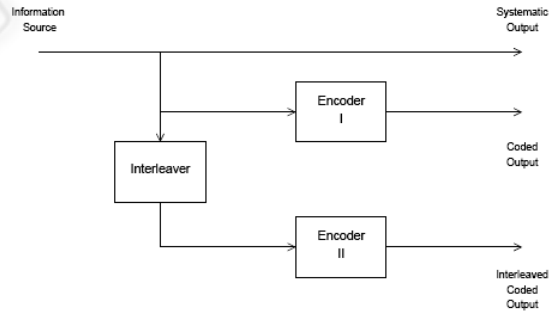 Information
Source
Systematic
Output
Encoder
I
Coded
Output
Interleaver
Encoder
II
Interleaved
Coded
Output